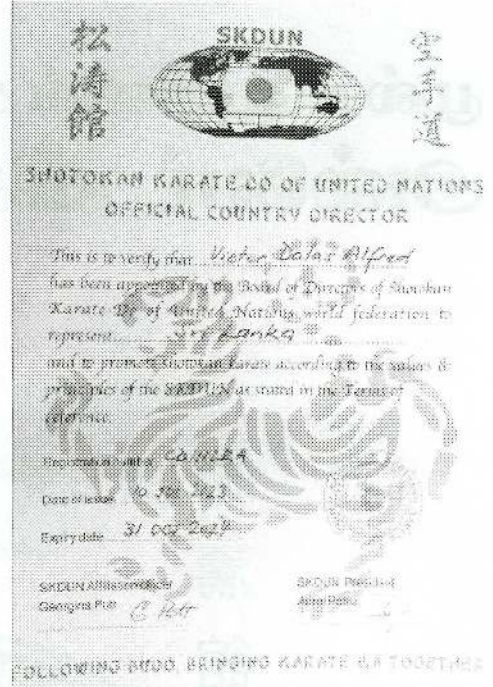 SKDUN
松濤館
空手道
SHOTOKAN KARATE-DO OF UNITED NATIONS
OFFICIAL COUNTRY DIRECTOR
This is to verify that Victor Alfred
has been appointed by the Board of Directors of Shotokan
Karate-Do of United Nations world federation to
represent Sri Lanka
and to promote Shotokan Karate according to the values &
principles of the SKDUN as stated in the Terms of
reference.
Registration number
Date of issue
Expiry date 31 Oct
SKDUN
SKDUN President
Georgina
FOLLOWING BUDO, BRINGING KARATE-KA TOGETHER